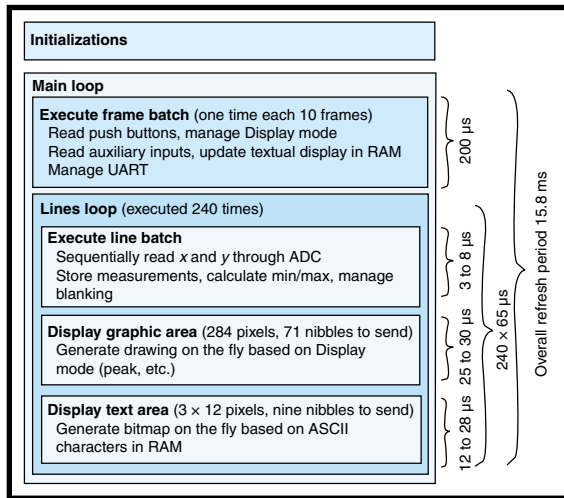 Initializations
Main loop
Execute frame batch (one time each 10 frames)
Read push buttons, manage Display mode
Read auxiliary inputs, update textual display in RAM
Manage UART
200 µs
Lines loop (executed 240 times)
Execute line batch
Sequentially read x and y through ADC
Store measurements, calculate min/max, manage
blanking
3 to 8 µs
Display graphic area (284 pixels, 71 nibbles to send)
Generate drawing on the fly based on Display
mode (peak, etc.)
25 to 30 µs
Display text area (3 × 12 pixels, nine nibbles to send)
Generate bitmap on the fly based on ASCII
characters in RAM
12 to 28 µs
240 × 65 µs
Overall refresh period 15.8 ms